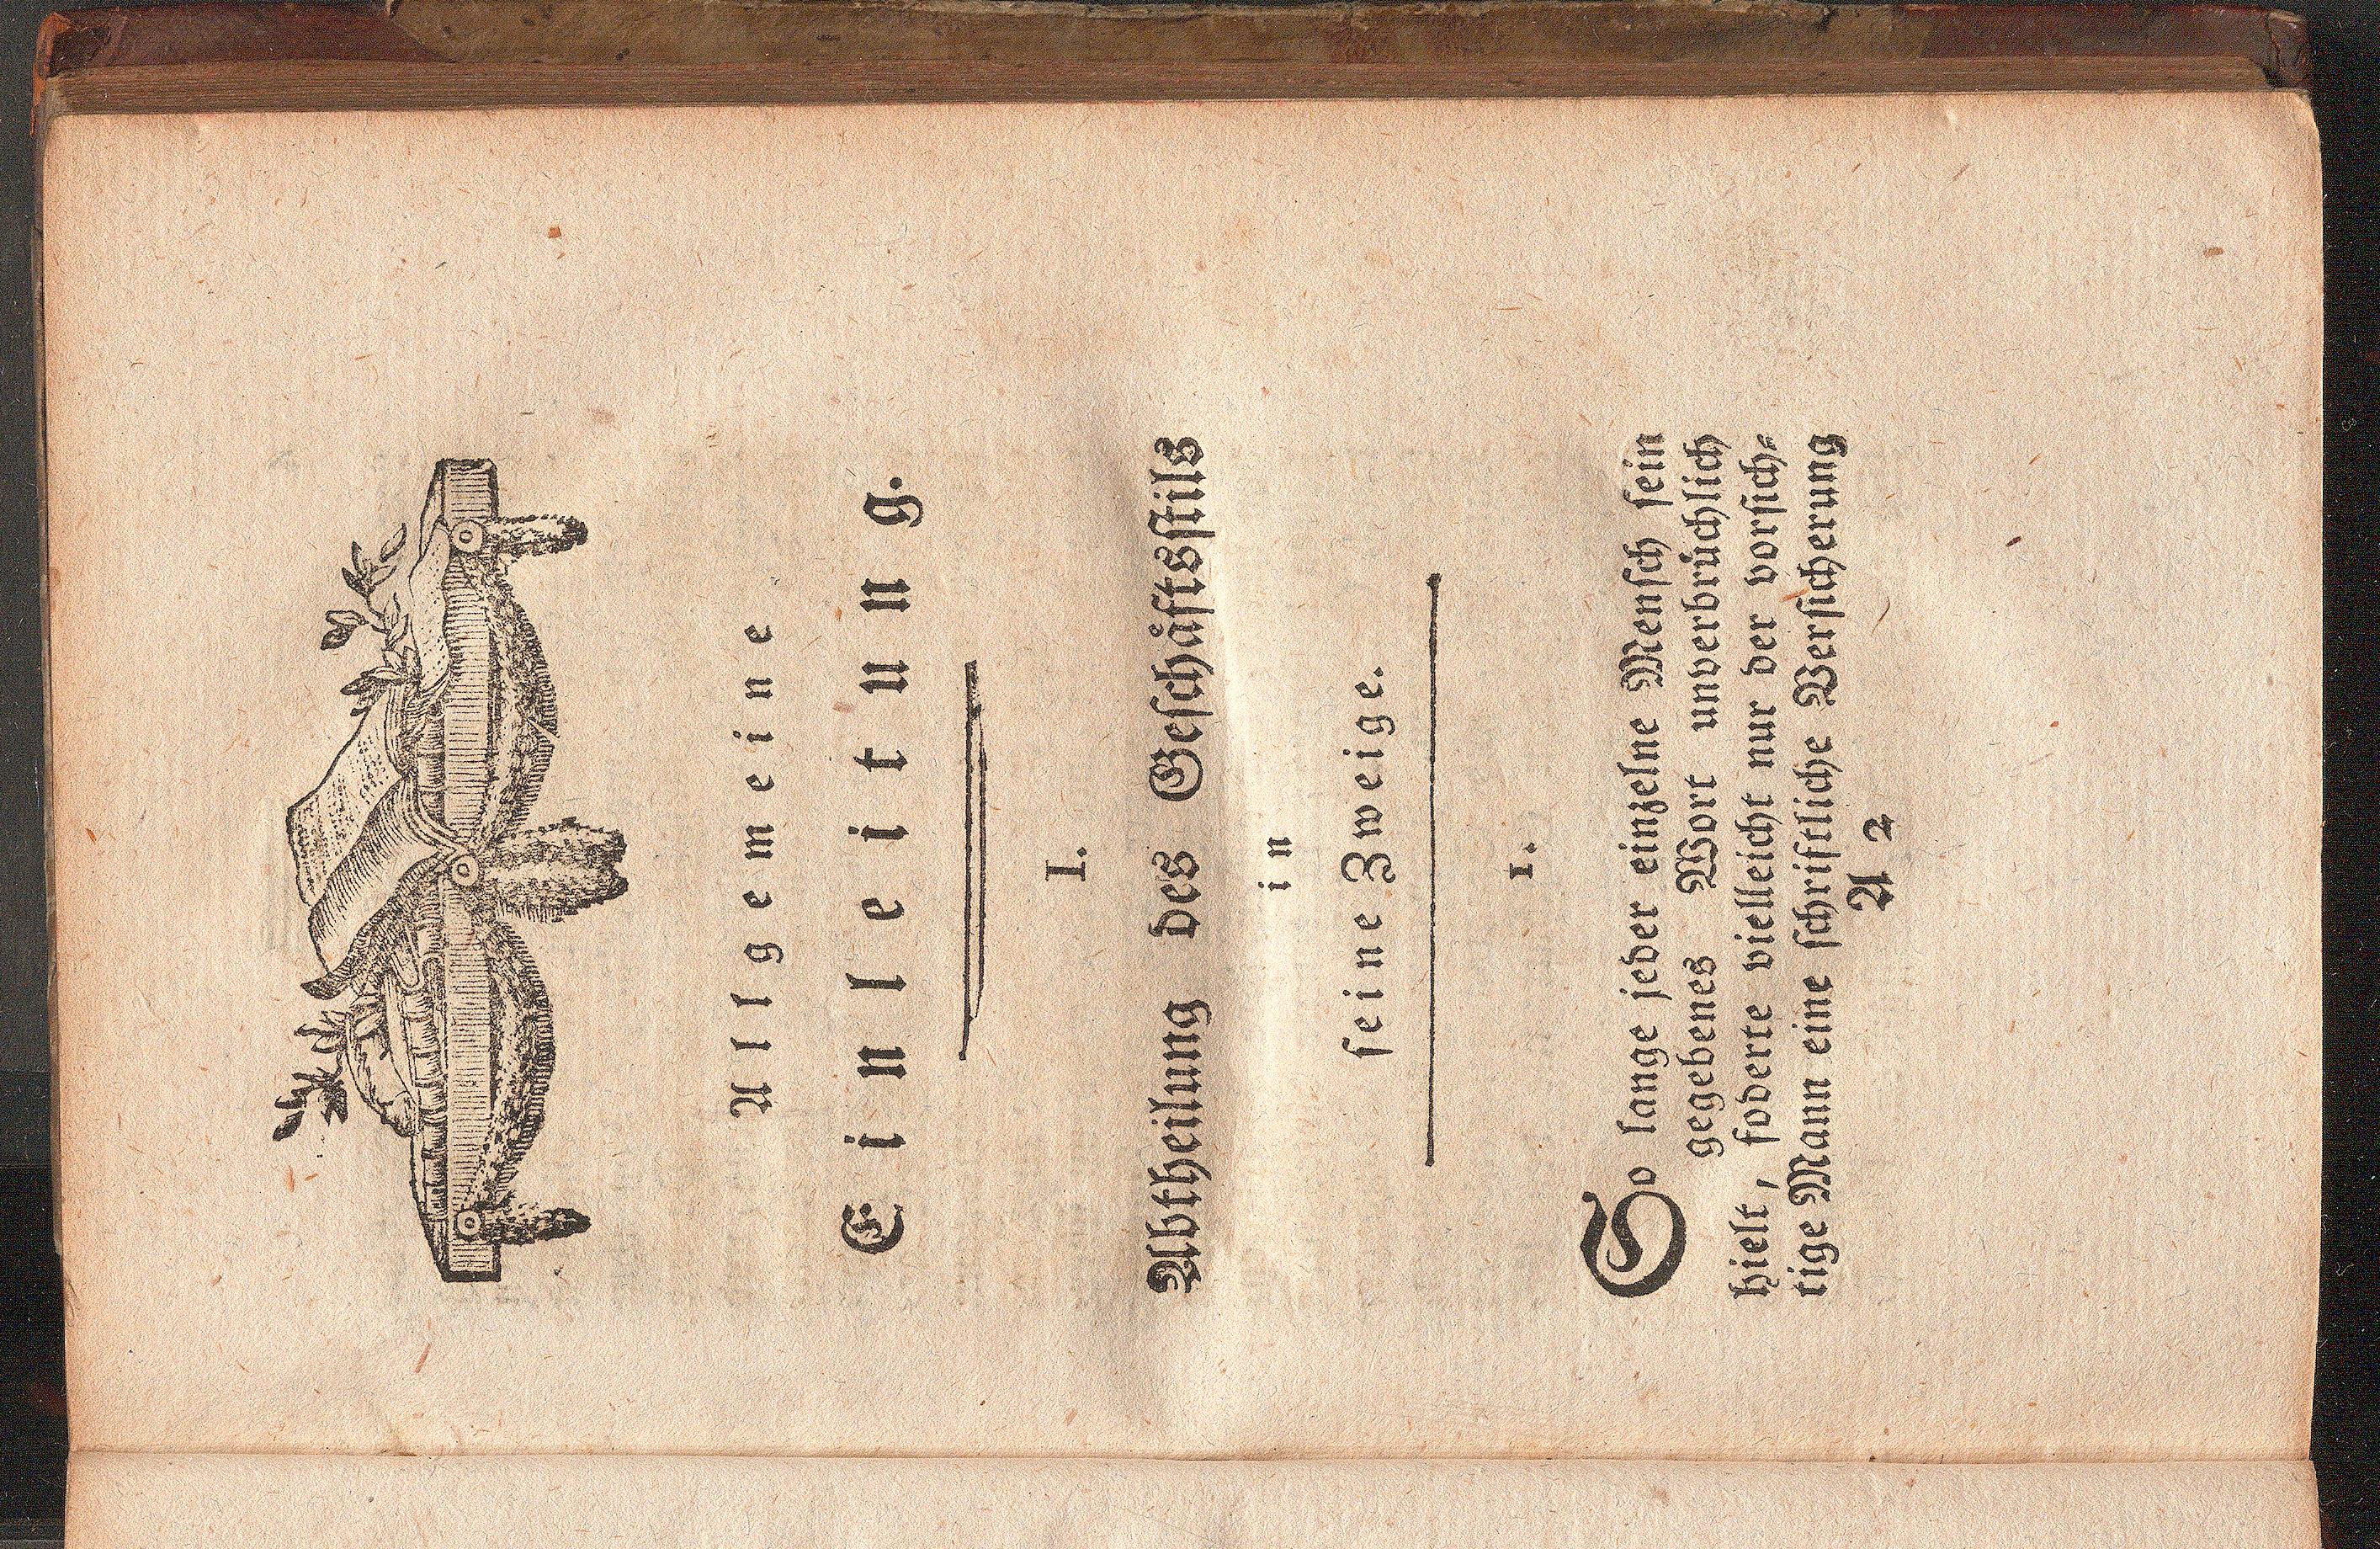 Allgemeine
Einleitung.
I.
Abtheilung des Geschåftsstils
in
seine Zweige.
1.
So lange jeder einzelne Mensch sein
gegebenes Wort unverbrüchlich
hielt, foderte vielleicht nur der vorsich-
tige Mann eine schriftliche Versicherung
A 2